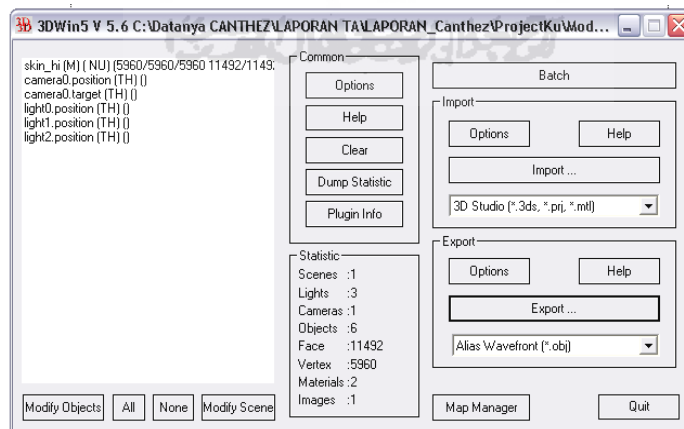 3DWin5 V 5.6 C:\Datanya CANTHEZ\LAPORAN TA\LAPORAN_Canthez\ProjectKu\Mod...
skin_hi (M) ( NU) (5960/5960/5960 11492/1149
camera0.position (TH) ()
camera0.target (TH) ()
light0.position (TH) ()
light1.position (TH) ()
light2.position (TH) ()
Modify Objects
All
None
Modify Scene
Common
Options
Help
Clear
Dump Statistic
Plugin Info
Statistic
Scenes :1
Lights :3
Cameras :1
Objects :6
Face :11492
Vertex :5960
Materials :2
Images :1
Batch
Import
Options
Help
Import ...
3D Studio (*.3ds, *.prj, *.mtl)
Export
Options
Help
Export ...
Alias Wavefront (*.obj)
Map Manager
Quit